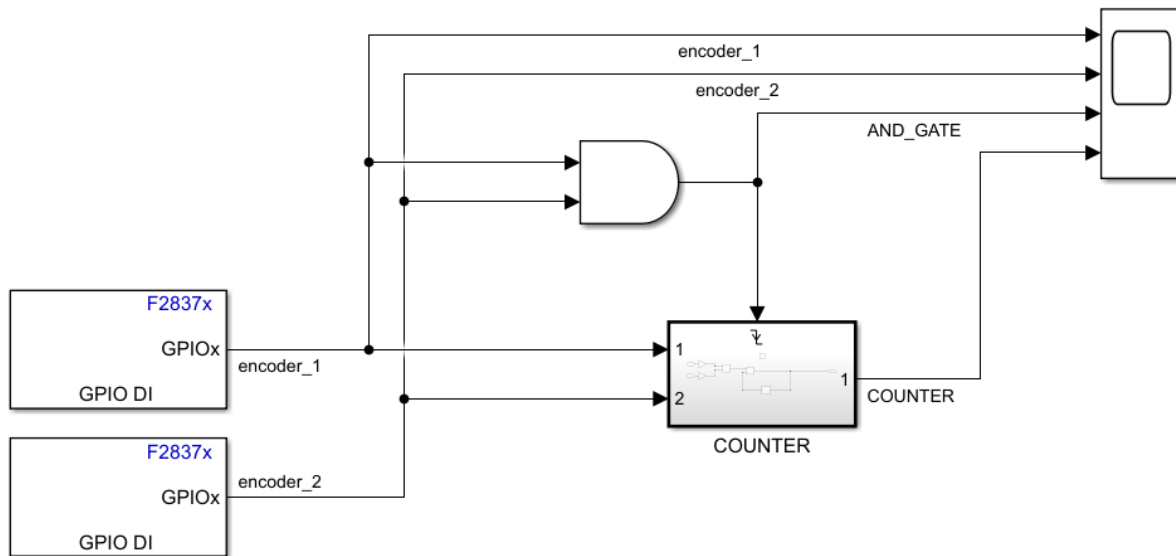 encoder_1
encoder_2
AND_GATE
F2837x
GPIOx
encoder_1
GPIO DI
1
2
1
COUNTER
COUNTER
F2837x
GPIOx
encoder_2
GPIO DI